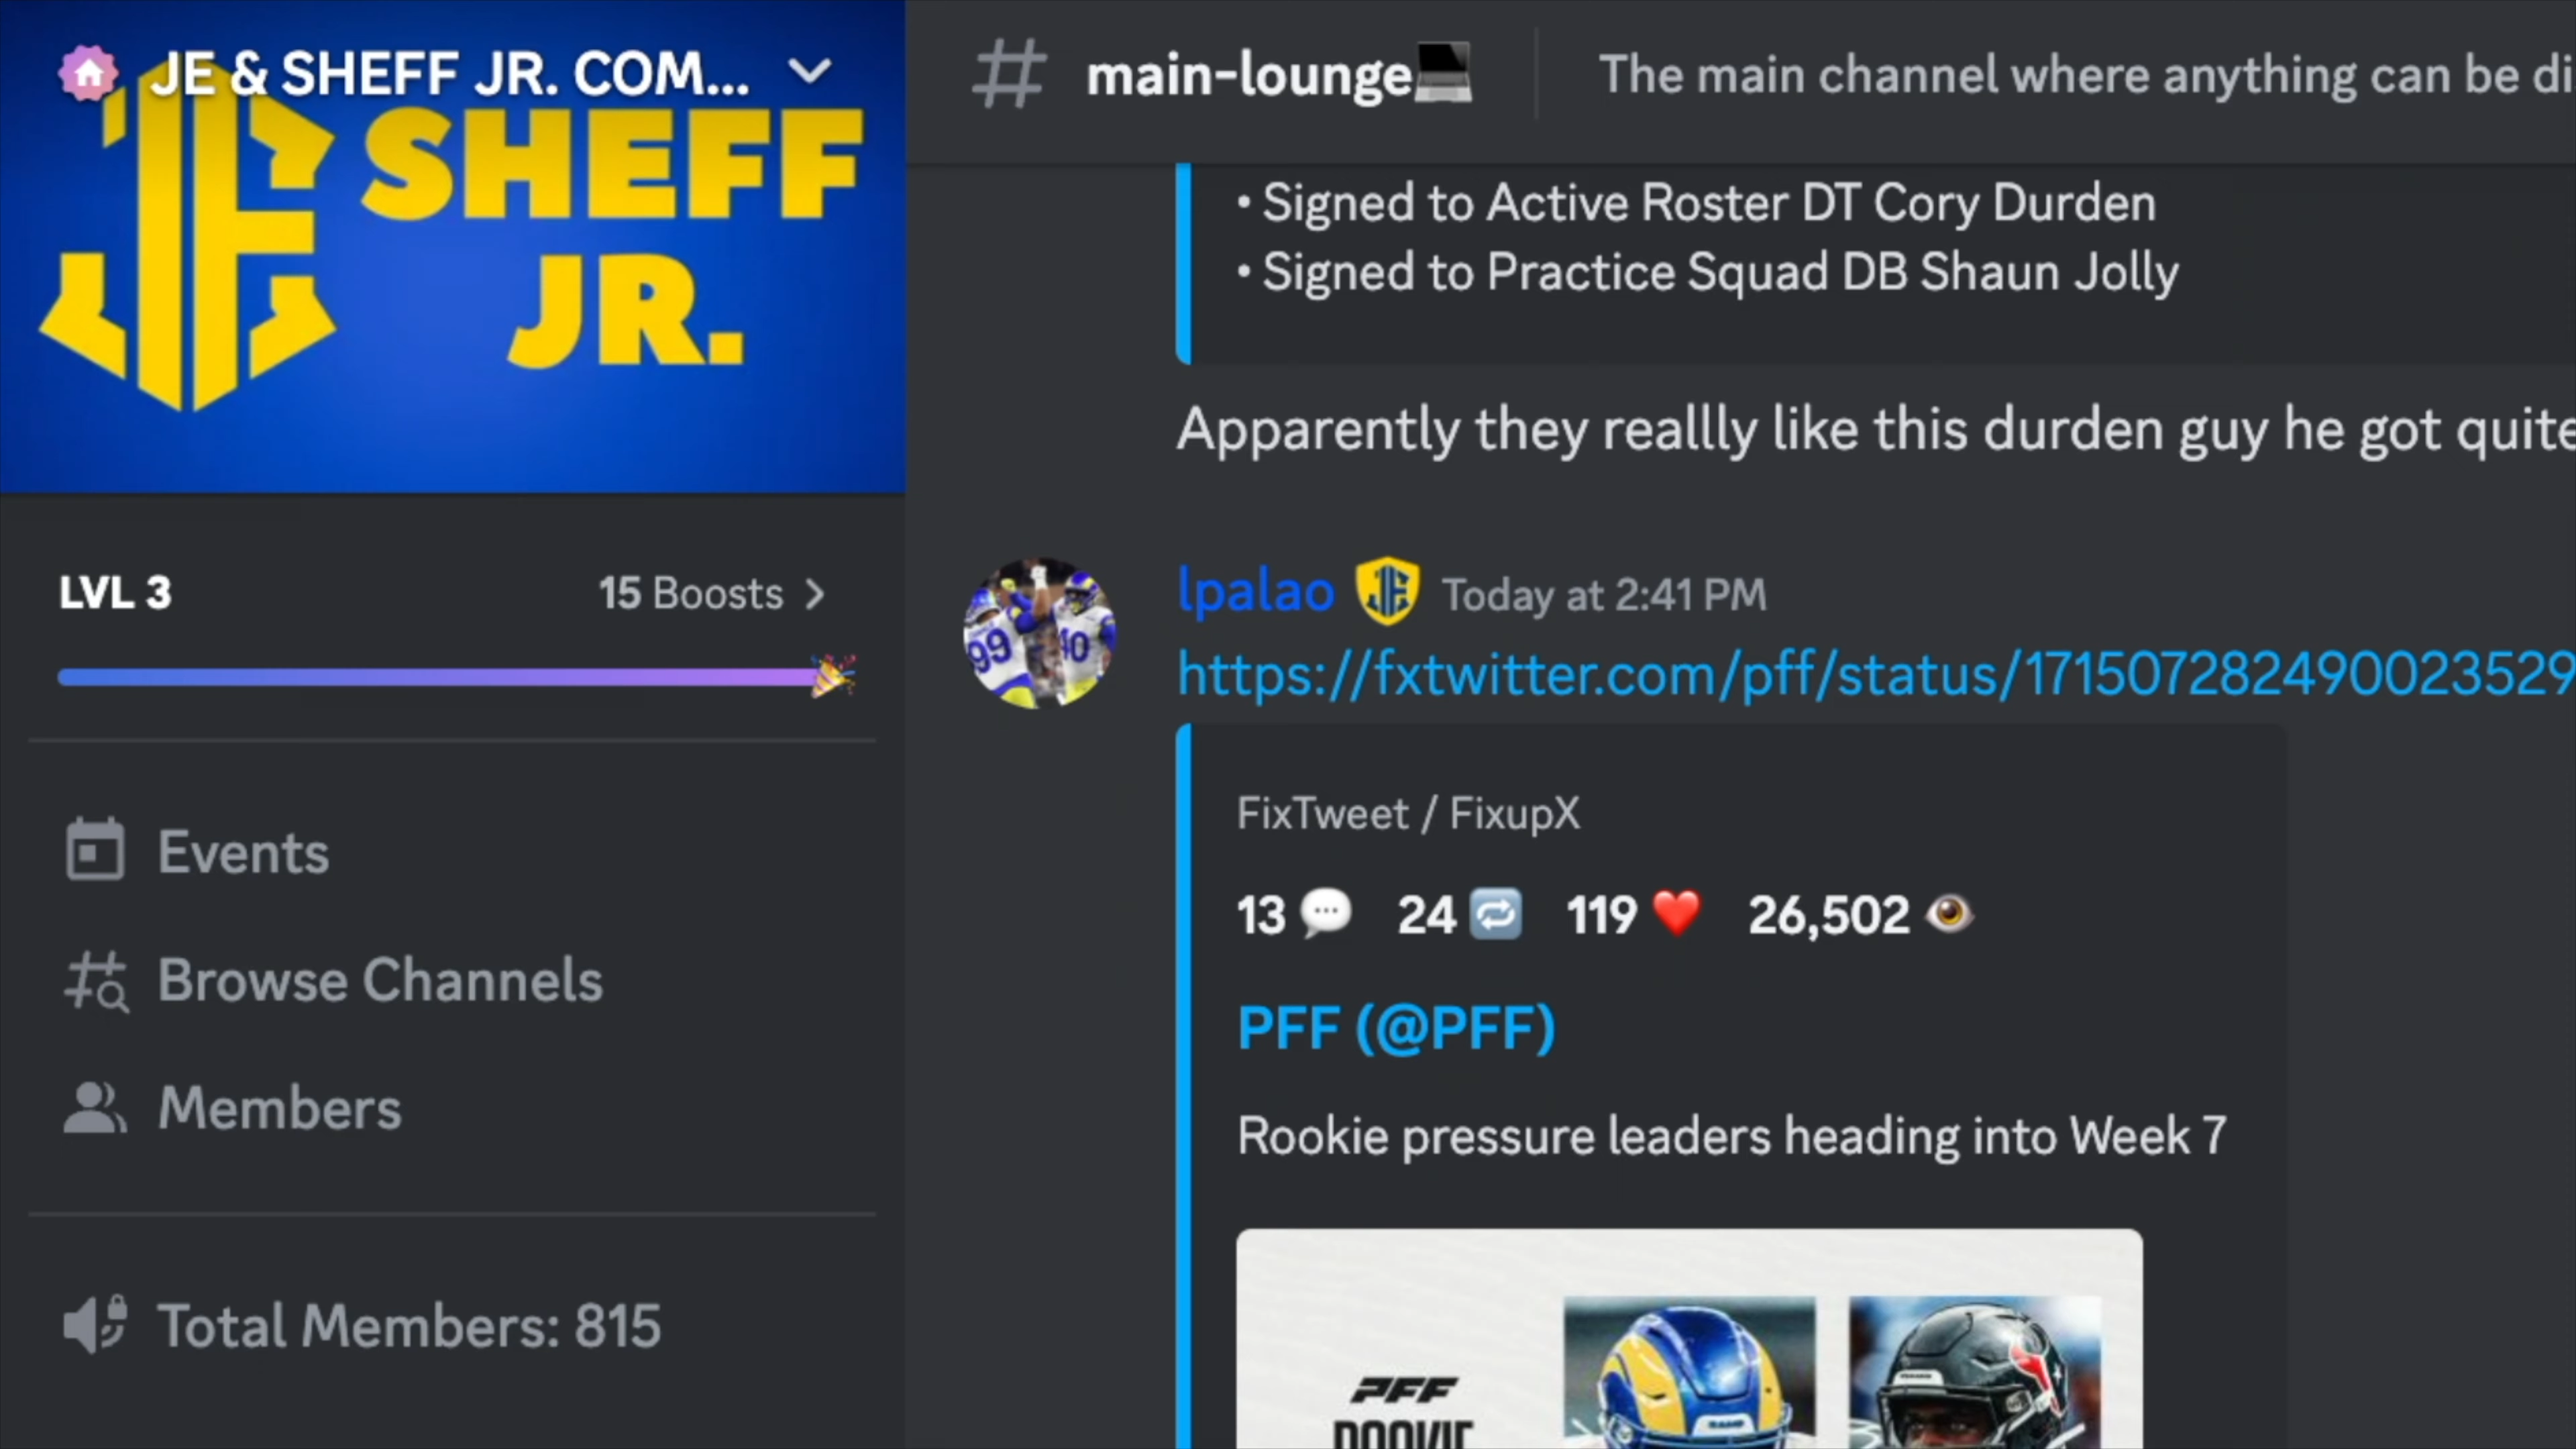 JE & SHEFF JR. COM...
SHEFF
JR.
LVL 3
15 Boosts
Events
Browse Channels
Members
Total Members: 815
main-lounge
The main channel where anything can be di
• Signed to Active Roster DT Cory Durden
• Signed to Practice Squad DB Shaun Jolly
Apparently they reallly like this durden guy he got quite
lpalao JE Today at 2:41 PM
https://fxtwitter.com/pff/status/171507282490023529
FixTweet / FixupX
13 24 119 26,502
PFF (@PFF)
Rookie pressure leaders heading into Week 7
PFF
ROOKIE